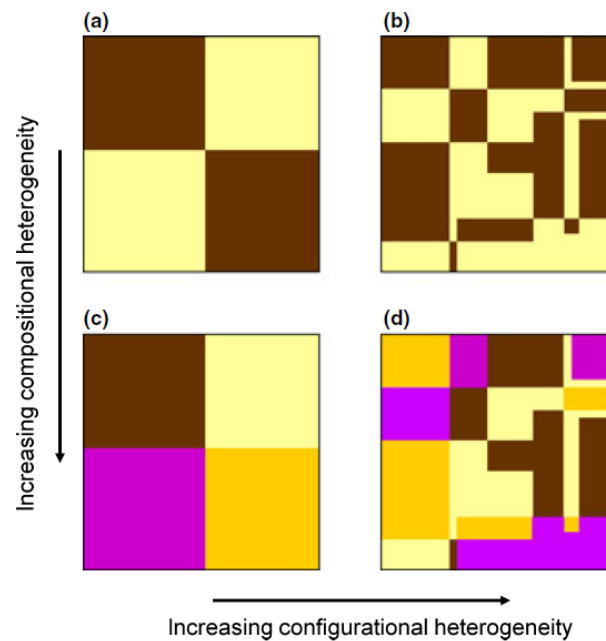 (a)
(b)
Increasing compositional heterogeneity
(c)
(d)
Increasing configurational heterogeneity